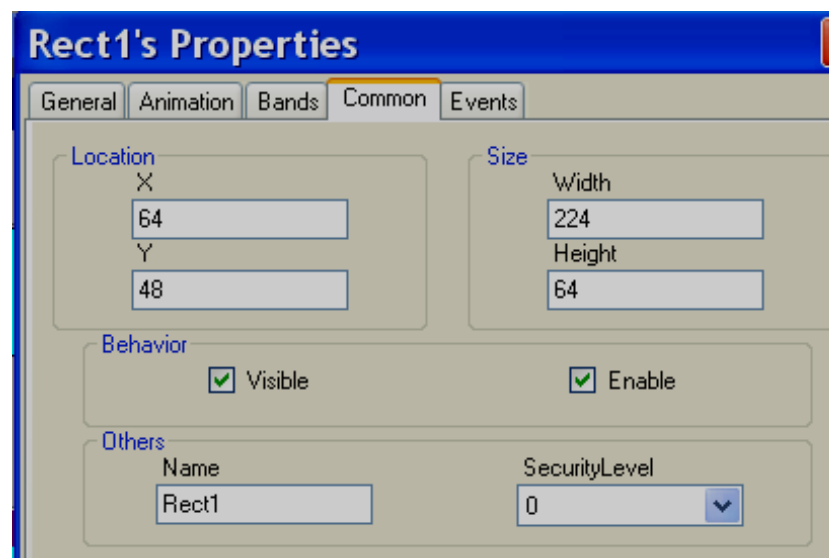 Rect1's Properties
General Animation Bands Common Events
Location
X
64
Y
48
Size
Width
224
Height
64
Behavior
Visible Enable
Others
Name
Rect1
SecurityLevel
0